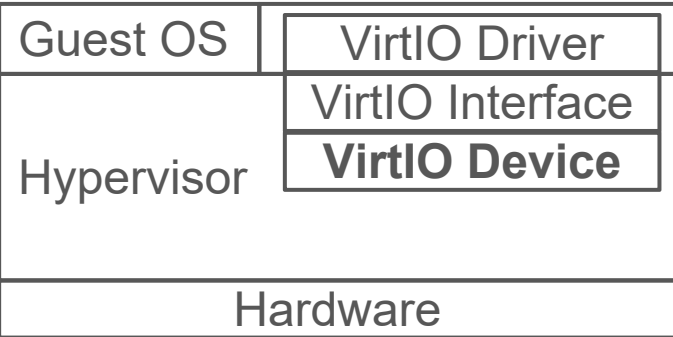 Guest OS
VirtIO Driver
VirtIO Interface
VirtIO Device
Hypervisor
Hardware